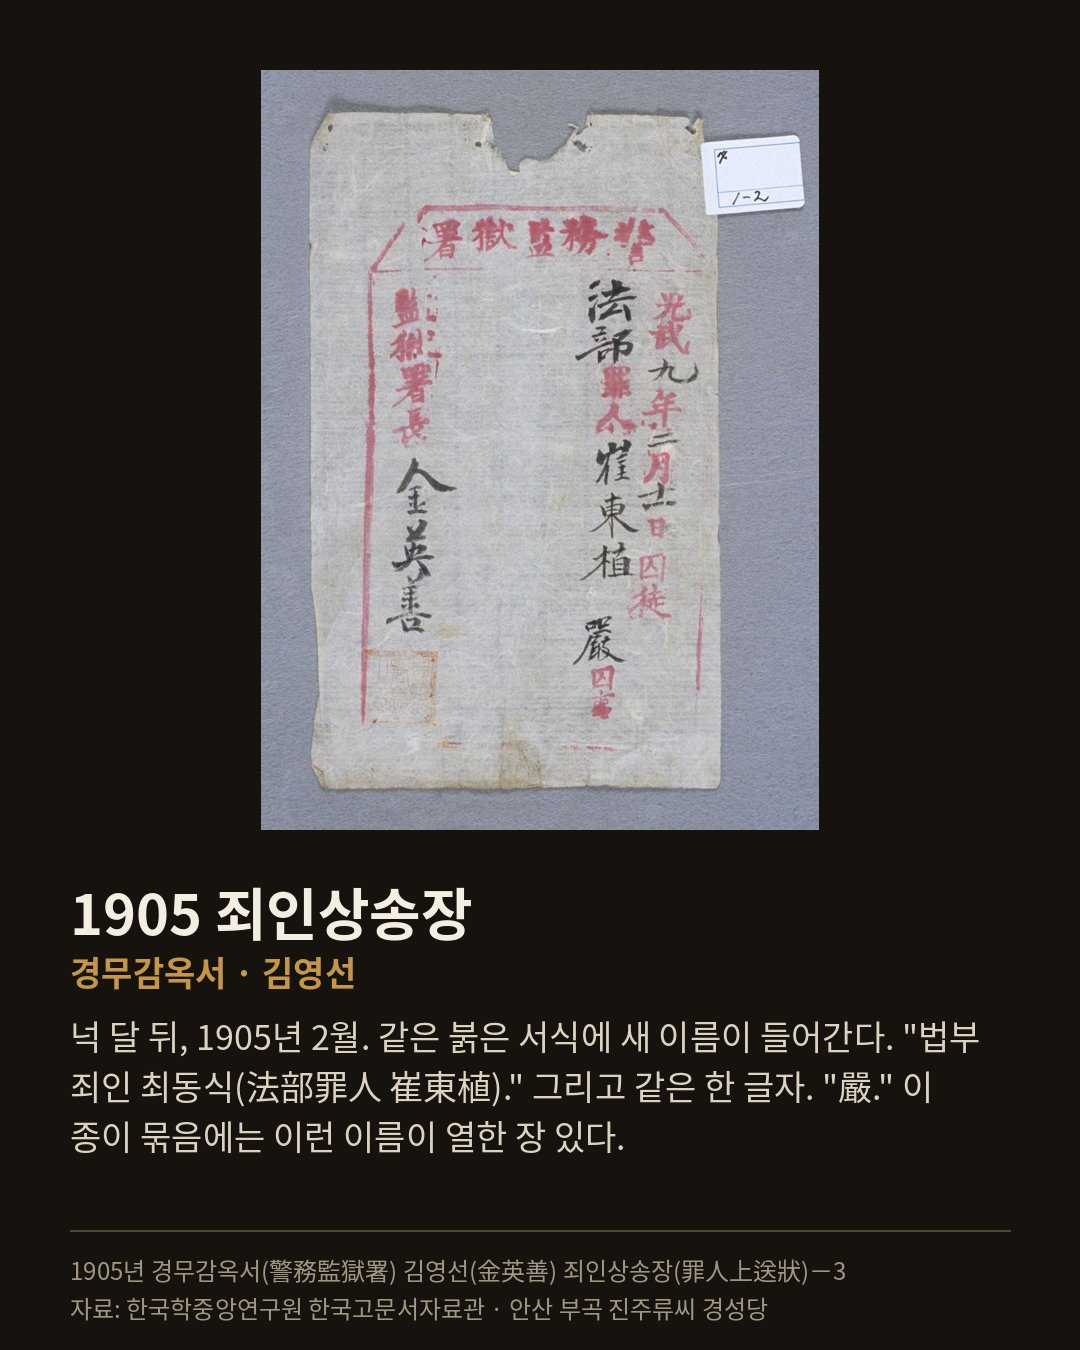 警務監獄署
光武九年二月十一日 囚徒
法部罪人崔東植 嚴囚事
監獄署長 金英善
1-2
1905 죄인상송장
경무감옥서 · 김영선
넉 달 뒤, 1905년 2월. 같은 붉은 서식에 새 이름이 들어간다. "법부
죄인 최동식(法部罪人 崔東植)." 그리고 같은 한 글자. "嚴." 이
종이 묶음에는 이런 이름이 열한 장 있다.
1905년 경무감옥서(警務監獄署) 김영선(金英善) 죄인상송장(罪人上送狀)－3
자료: 한국학중앙연구원 한국고문서자료관 · 안산 부곡 진주류씨 경성당